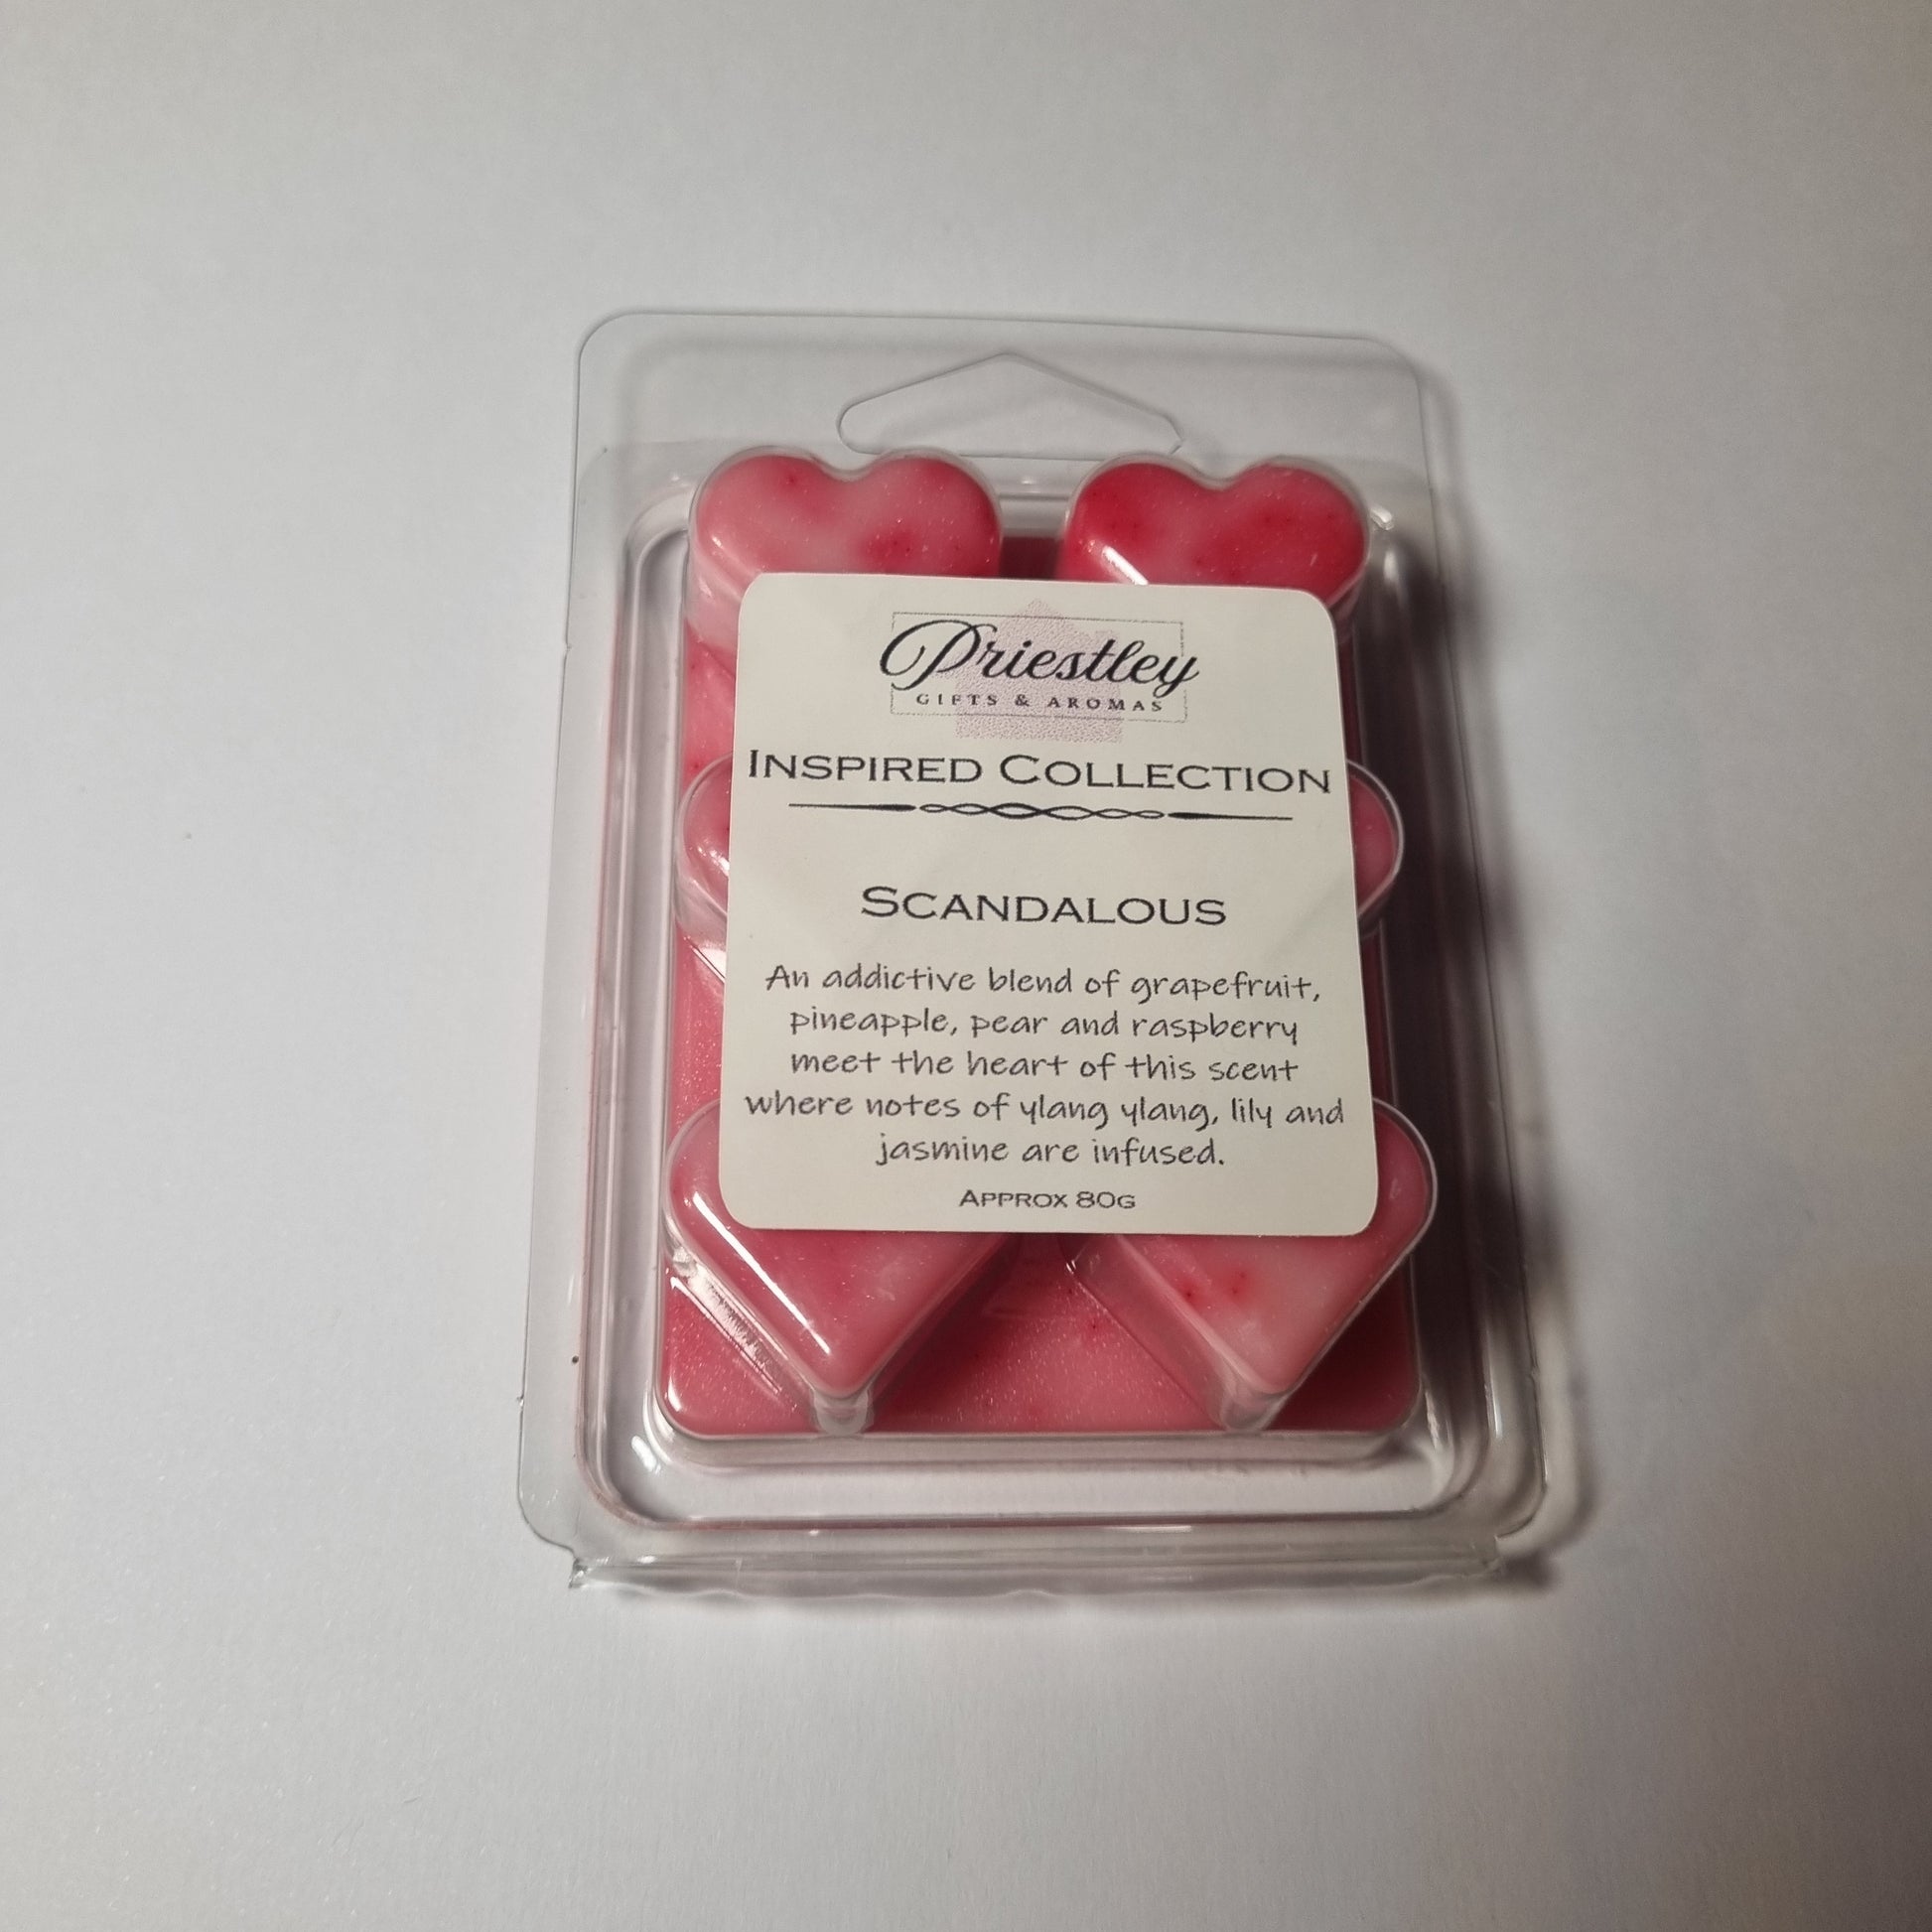 Priestley
GIFTS & AROMAS
INSPIRED COLLECTION
SCANDALOUS
An addictive blend of grapefruit,
pineapple, pear and raspberry
meet the heart of this scent
where notes of ylang ylang, lily and
jasmine are infused.
APPROX 80G